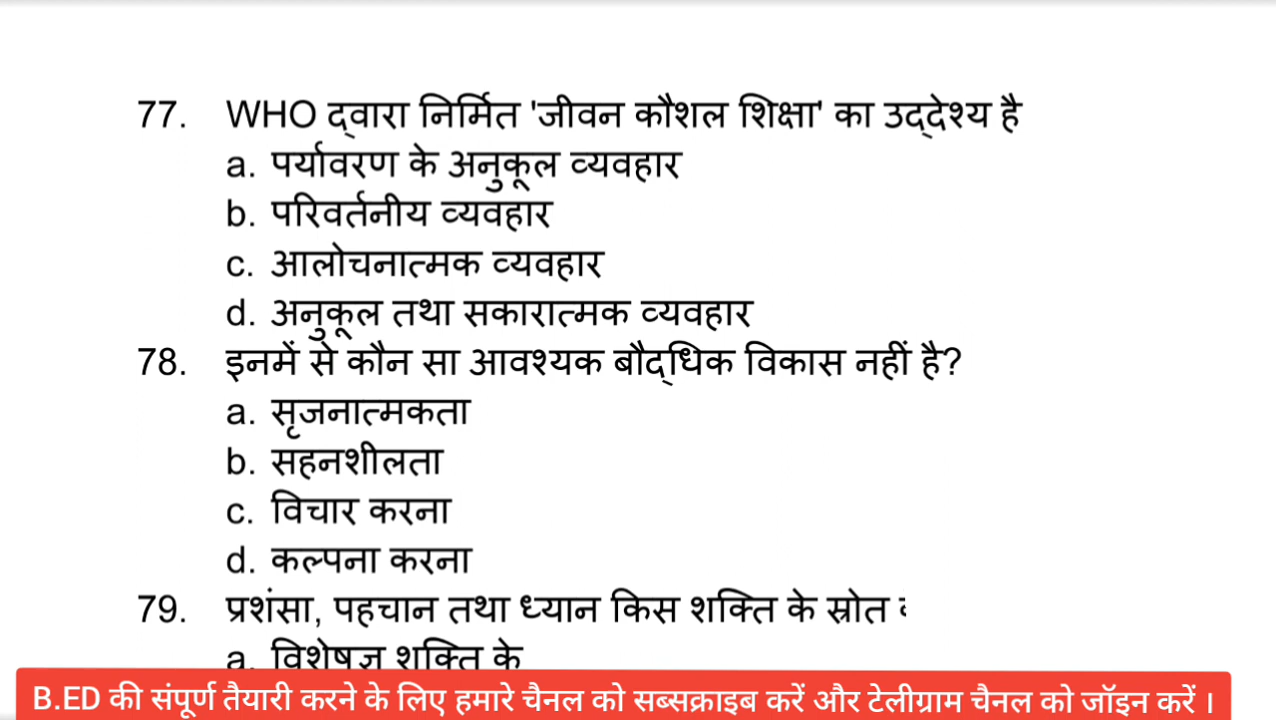 77. WHO द्वारा निर्मित 'जीवन कौशल शिक्षा' का उद्देश्य है
a. पर्यावरण के अनुकूल व्यवहार
b. परिवर्तनीय व्यवहार
c. आलोचनात्मक व्यवहार
d. अनुकूल तथा सकारात्मक व्यवहार
78. इनमें से कौन सा आवश्यक बौद्धिक विकास नहीं है?
a. सृजनात्मकता
b. सहनशीलता
c. विचार करना
d. कल्पना करना
79. प्रशंसा, पहचान तथा ध्यान किस शक्ति के स्रोत
a. विशेषज्ञ शक्ति के
B.ED की संपूर्ण तैयारी करने के लिए हमारे चैनल को सब्सक्राइब करें और टेलीग्राम चैनल को जॉइन करें ।